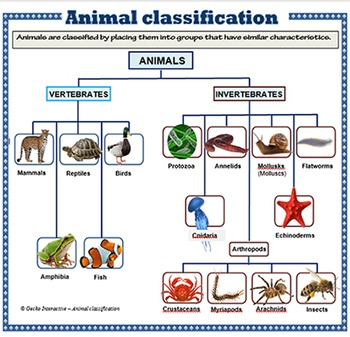 Animal classification
Animals are classified by placing them into groups that have similar characteristics.
ANIMALS
VERTEBRATES
INVERTEBRATES
Mammals
Reptiles
Birds
Protozoa
Annelids
Mollusks
(Molluscs)
Flatworms
Cnidaria
Echinoderms
Arthropods
Amphibia
Fish
Crustaceans
Myriapods
Arachnids
Insects
© Gecko Interactive – Animal classification